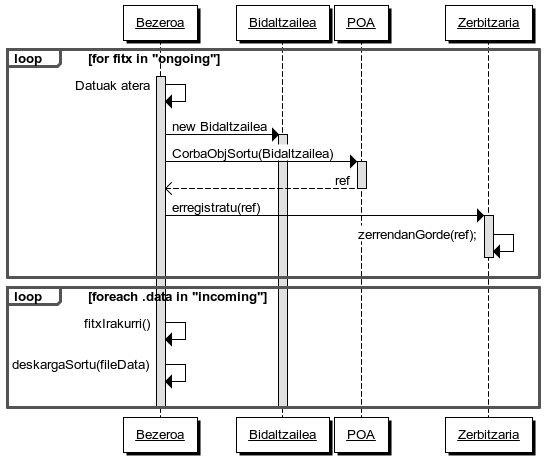 Bezeroa Bidaltzailea POA Zerbitzaria
loop [for fitx in "ongoing"]
Datuak atera
new Bidaltzailea
CorbaObjSortu(Bidaltzailea)
ref
erregistratu(ref)
zerrendanGorde(ref);
loop [foreach .data in "incoming"]
fitxIrakurri()
deskargaSortu(fileData)
Bezeroa Bidaltzailea POA Zerbitzaria